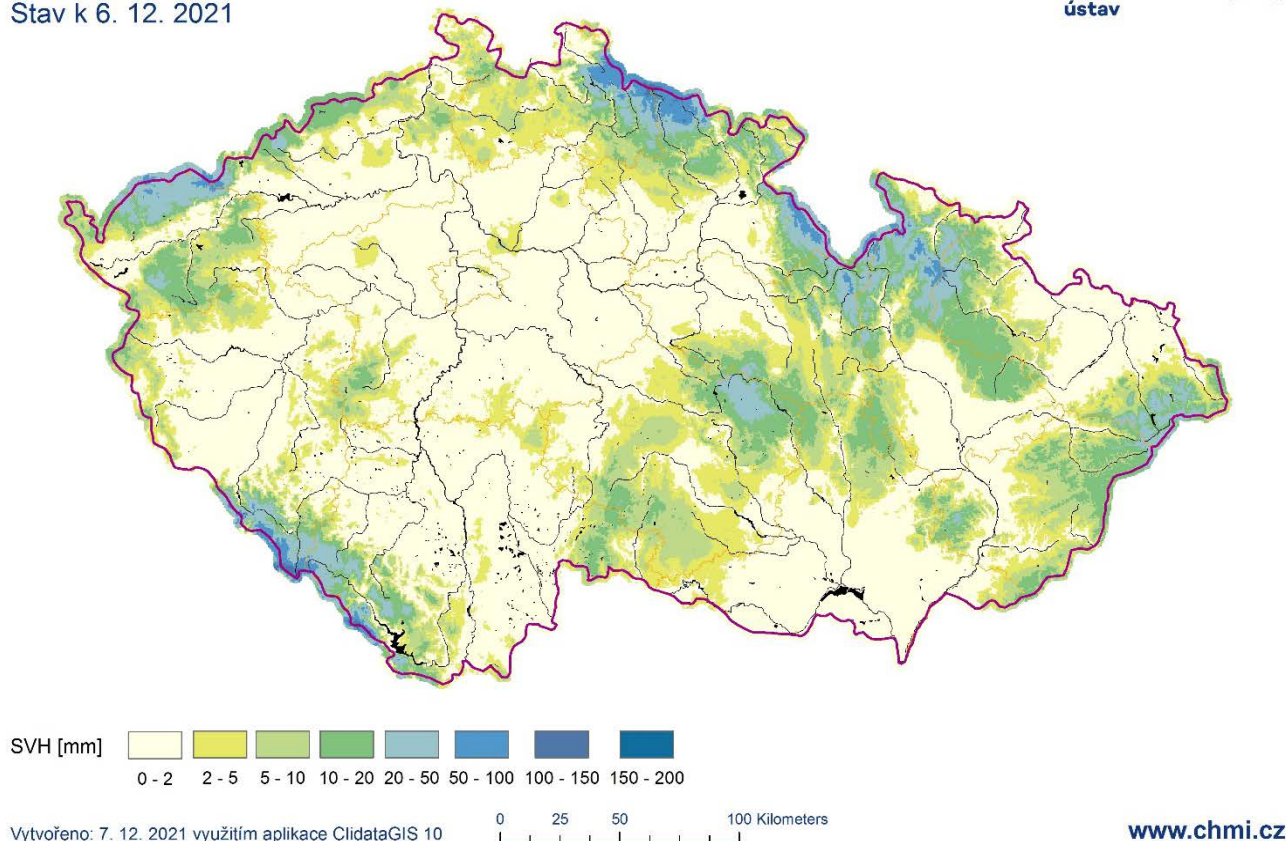 Stav k 6. 12. 2021
ústav
SVH [mm]
0 - 2 2 - 5 5 - 10 10 - 20 20 - 50 50 - 100 100 - 150 150 - 200
0 25 50 100 Kilometers
Vytvořeno: 7. 12. 2021 využitím aplikace ClidataGIS 10
www.chmi.cz